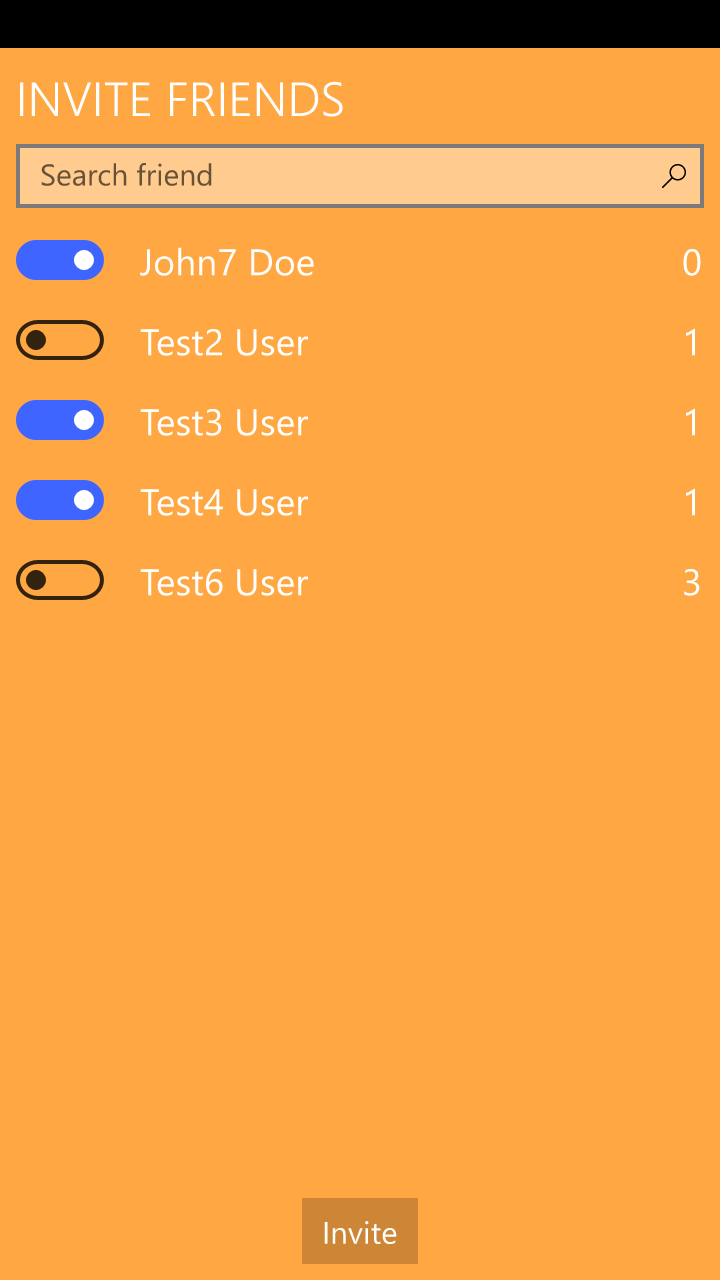 INVITE FRIENDS
Search friend
John7 Doe 0
Test2 User 1
Test3 User 1
Test4 User 1
Test6 User 3
Invite